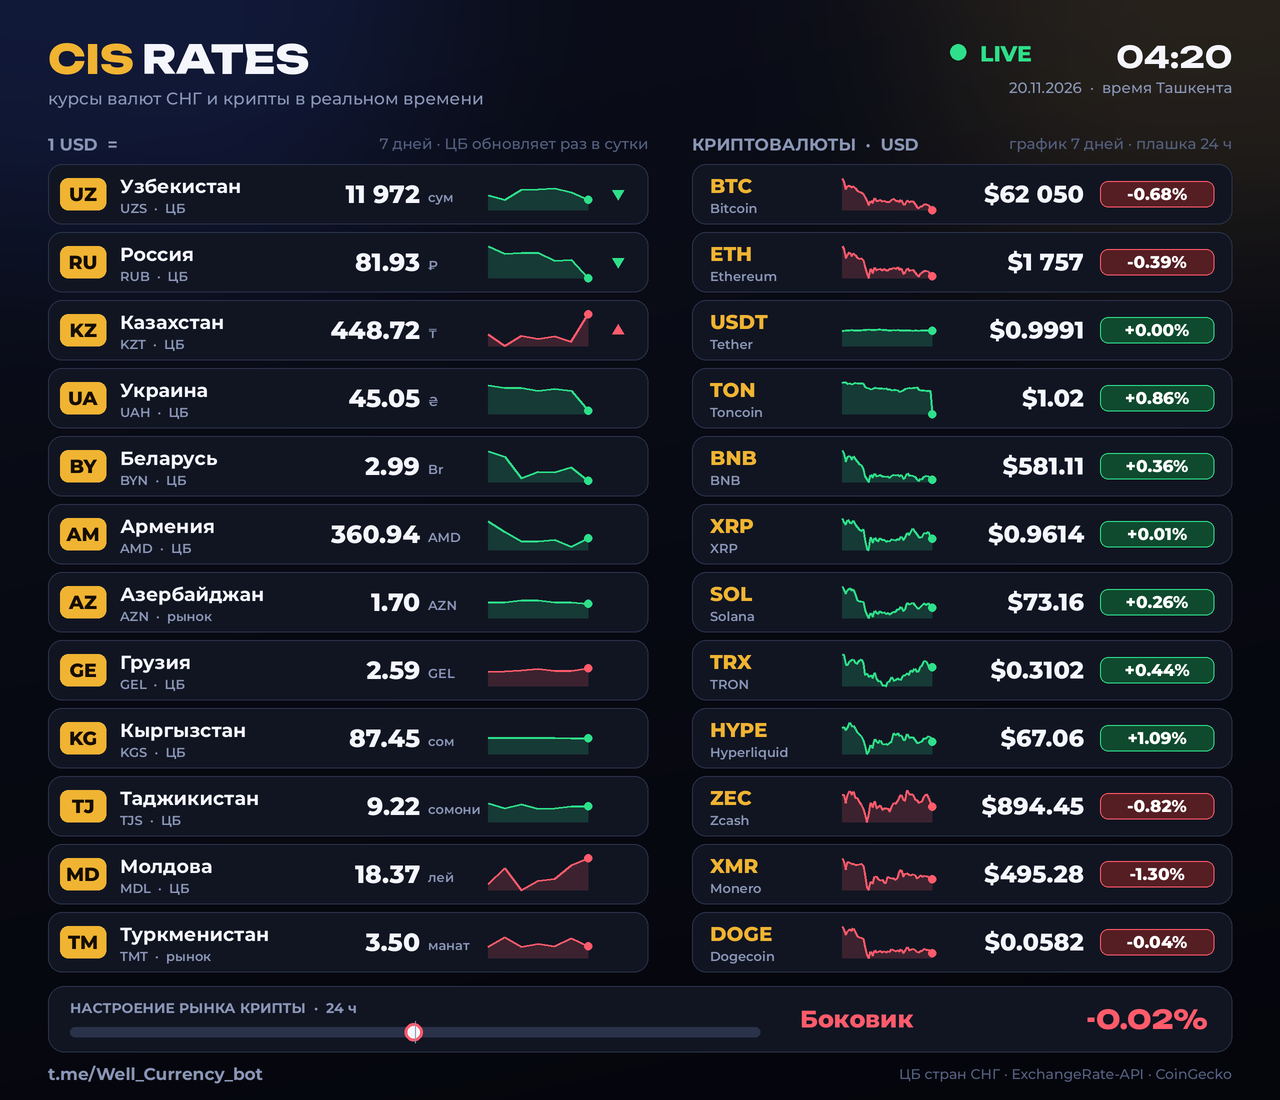 CIS RATES
курсы валют СНГ и крипты в реальном времени
LIVE 04:20
20.11.2026 · время Ташкента
1 USD = 7 дней · ЦБ обновляет раз в сутки
UZ Узбекистан 11 972 сум
UZS · ЦБ
RU Россия 81.93 ₽
RUB · ЦБ
KZ Казахстан 448.72 ₸
KZT · ЦБ
UA Украина 45.05 ₴
UAH · ЦБ
BY Беларусь 2.99 Br
BYN · ЦБ
AM Армения 360.94 AMD
AMD · ЦБ
AZ Азербайджан 1.70 AZN
AZN · рынок
GE Грузия 2.59 GEL
GEL · ЦБ
KG Кыргызстан 87.45 сом
KGS · ЦБ
TJ Таджикистан 9.22 сомони
TJS · ЦБ
MD Молдова 18.37 лей
MDL · ЦБ
TM Туркменистан 3.50 манат
TMT · рынок
КРИПТОВАЛЮТЫ · USD график 7 дней · плашка 24 ч
BTC $62 050 -0.68%
Bitcoin
ETH $1 757 -0.39%
Ethereum
USDT $0.9991 +0.00%
Tether
TON $1.02 +0.86%
Toncoin
BNB $581.11 +0.36%
BNB
XRP $0.9614 +0.01%
XRP
SOL $73.16 +0.26%
Solana
TRX $0.3102 +0.44%
TRON
HYPE $67.06 +1.09%
Hyperliquid
ZEC $894.45 -0.82%
Zcash
XMR $495.28 -1.30%
Monero
DOGE $0.0582 -0.04%
Dogecoin
НАСТРОЕНИЕ РЫНКА КРИПТЫ · 24 ч
Боковик -0.02%
t.me/Well_Currency_bot
ЦБ стран СНГ · ExchangeRate-API · CoinGecko